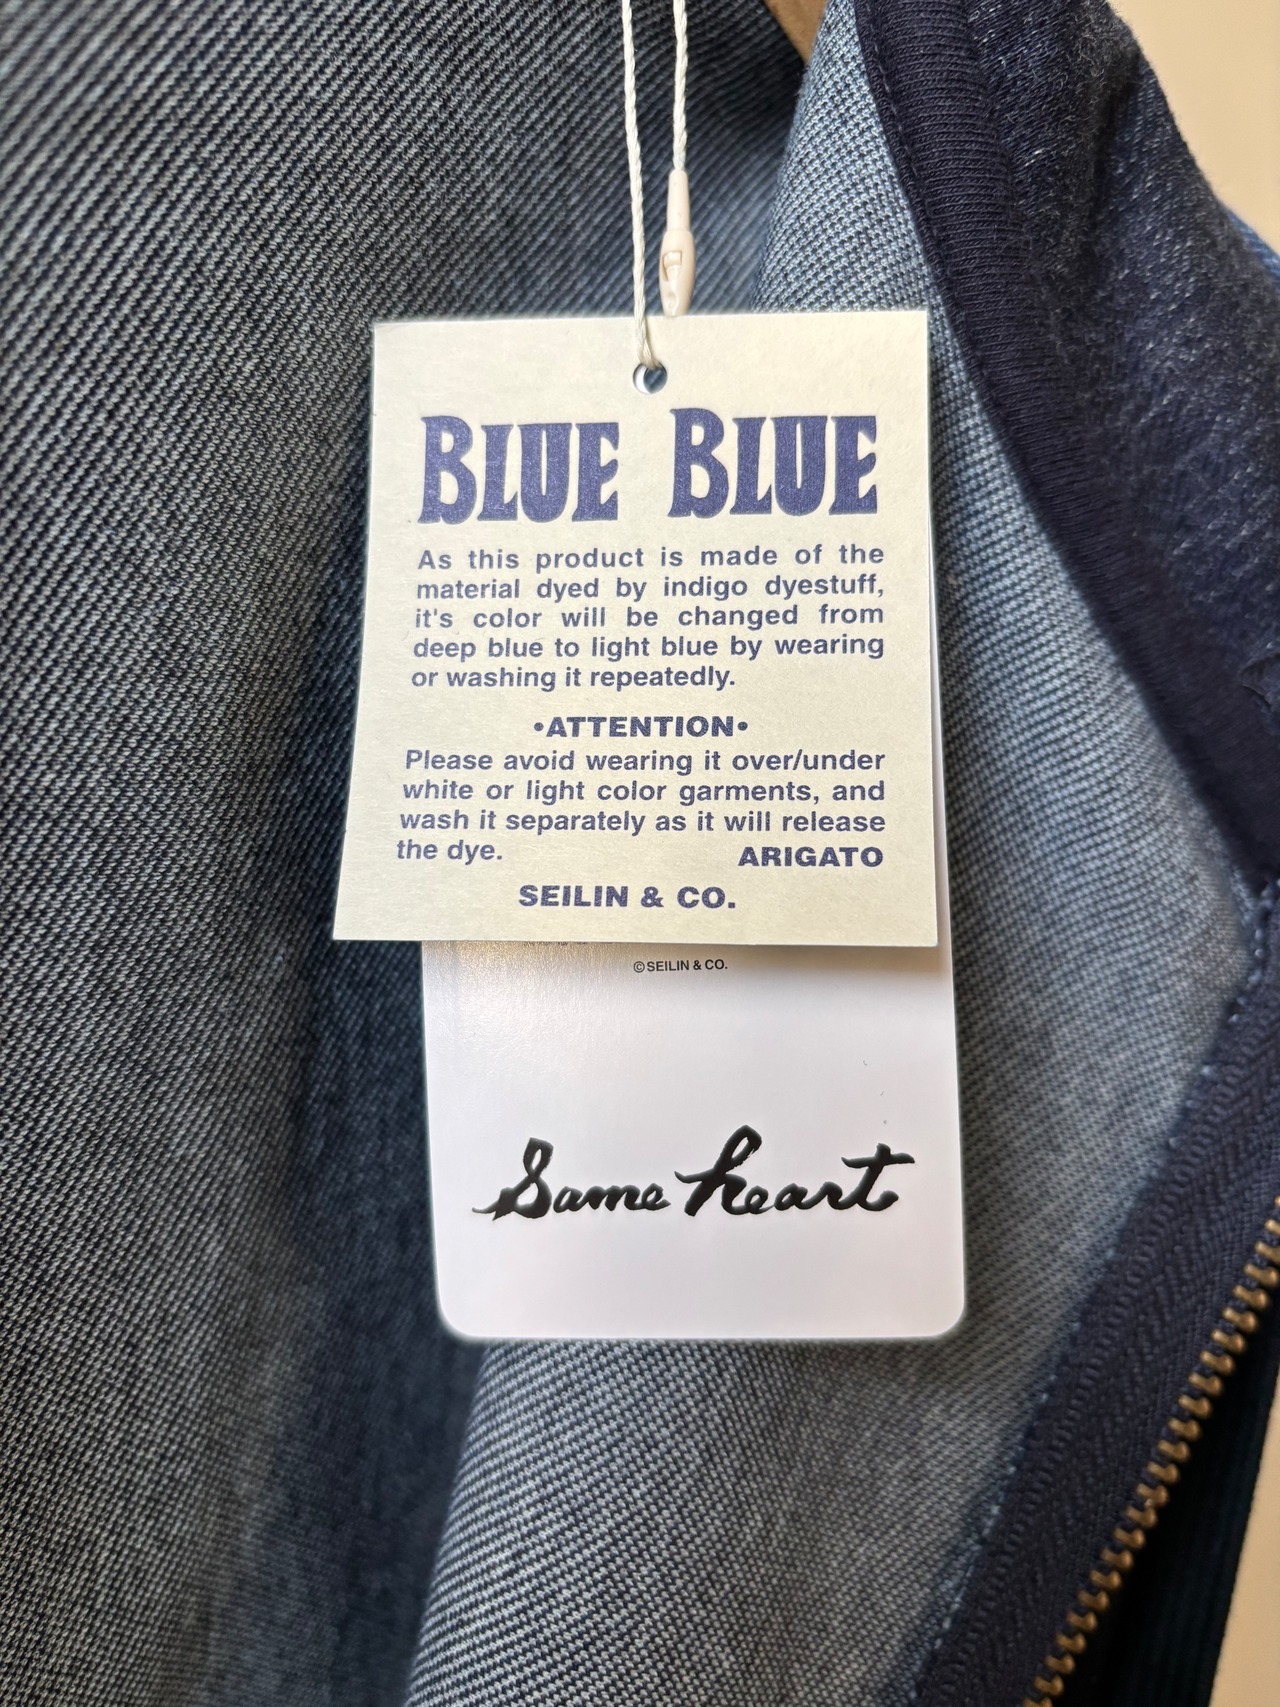 BLUE BLUE
As this product is made of the
material dyed by indigo dyestuff,
it's color will be changed from
deep blue to light blue by wearing
or washing it repeatedly.
•ATTENTION•
Please avoid wearing it over/under
white or light color garments, and
wash it separately as it will release
the dye.
ARIGATO
SEILIN & CO.
©SEILIN & CO.
Same heart